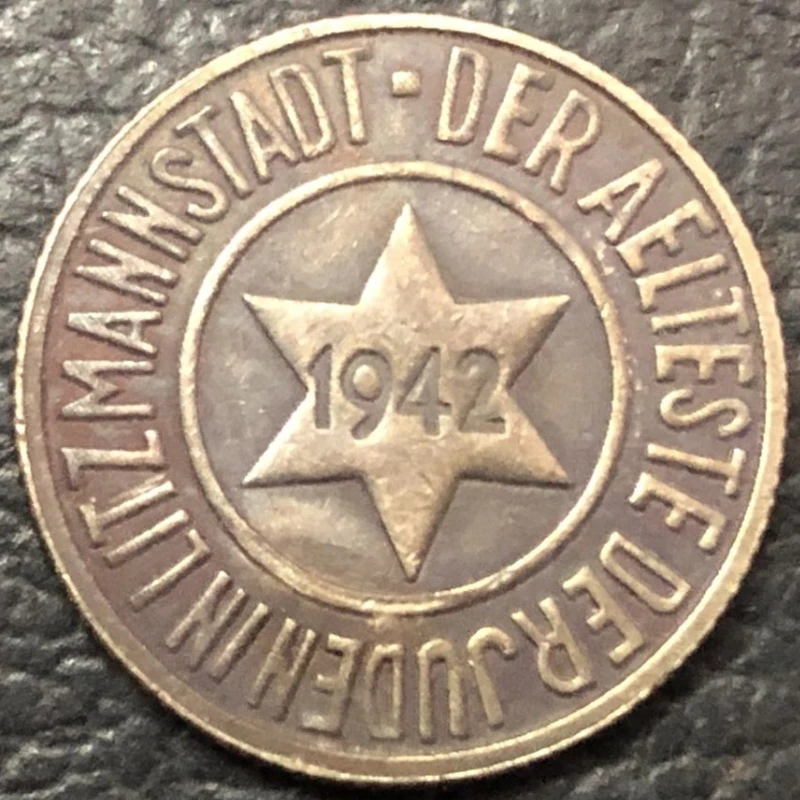 · DER AELTESTE DER JUDEN IN LITZMANNSTADT
1942